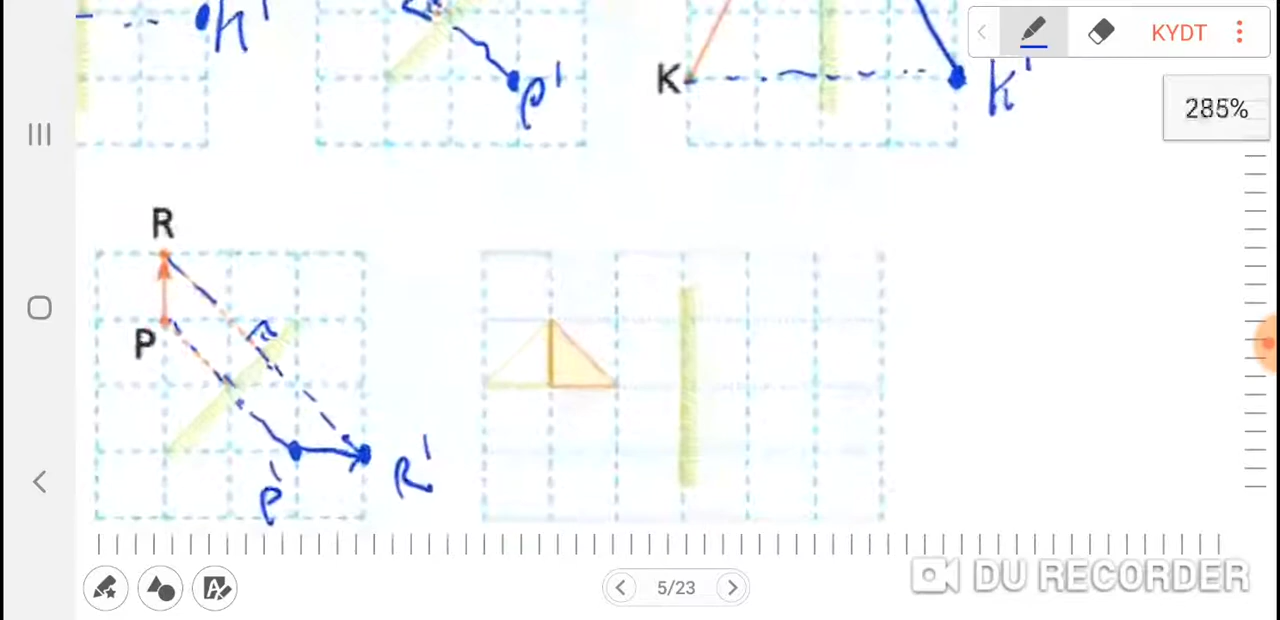 h'
P'
K
K'
KYDT
285%
R
P
P'
R'
5/23
DU RECORDER